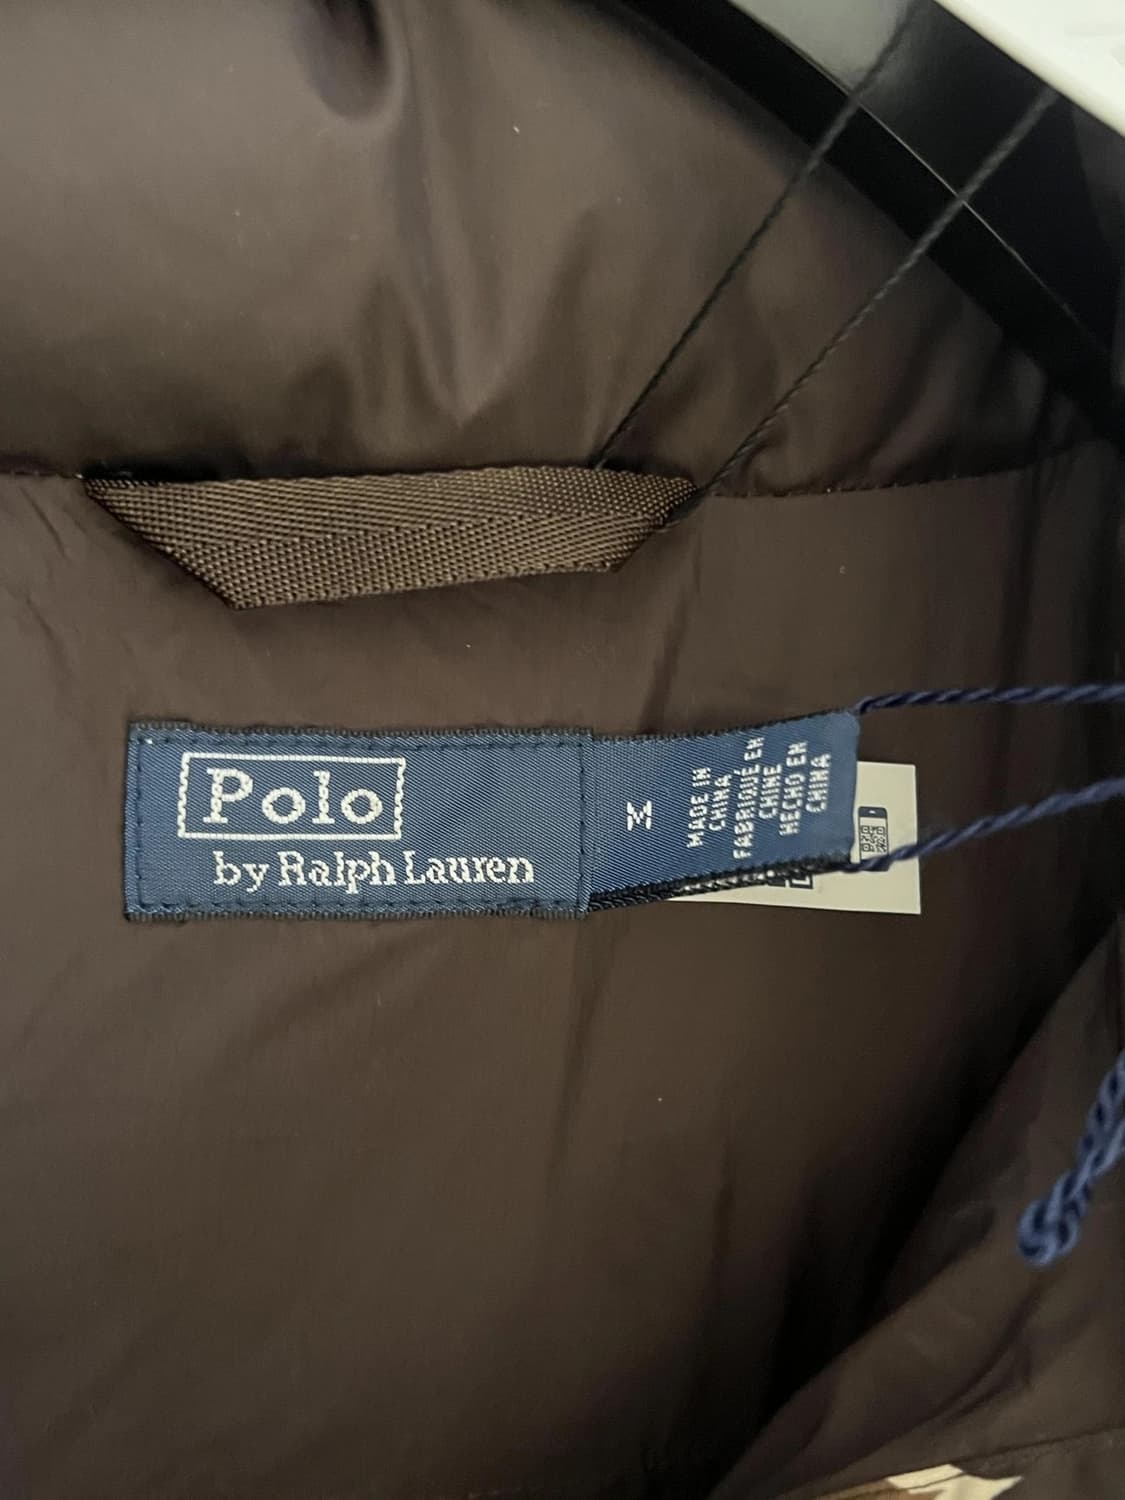 Polo
by Ralph Lauren
M
MADE IN
CHINA
FABRIQUÉ EN
CHINE
HECHO EN
CHINA